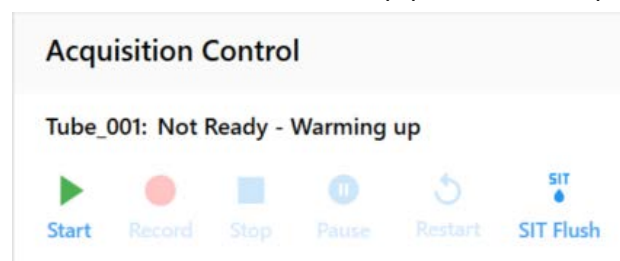 Acquisition Control
Tube_001: Not Ready - Warming up
SIT
Start Record Stop Pause Restart SIT Flush